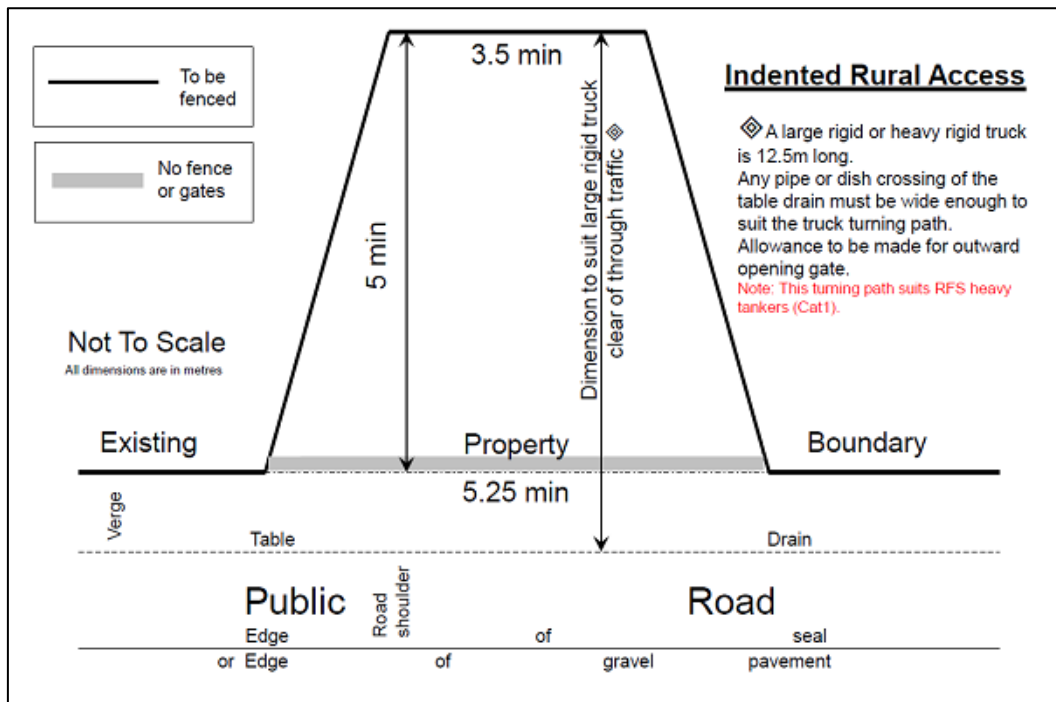 To be
fenced
No fence
or gates
3.5 min
Indented Rural Access
A large rigid or heavy rigid truck
is 12.5m long.
Any pipe or dish crossing of the
table drain must be wide enough to
suit the truck turning path.
Allowance to be made for outward
opening gate.
Note: This turning path suits RFS heavy
tankers (Cat1).
5 min
Dimension to suit large rigid truck
clear of through traffic
Not To Scale
All dimensions are in metres
Existing Property Boundary
5.25 min
Verge
Table Drain
Road
shoulder
Public Road
Edge of seal
or Edge of gravel pavement